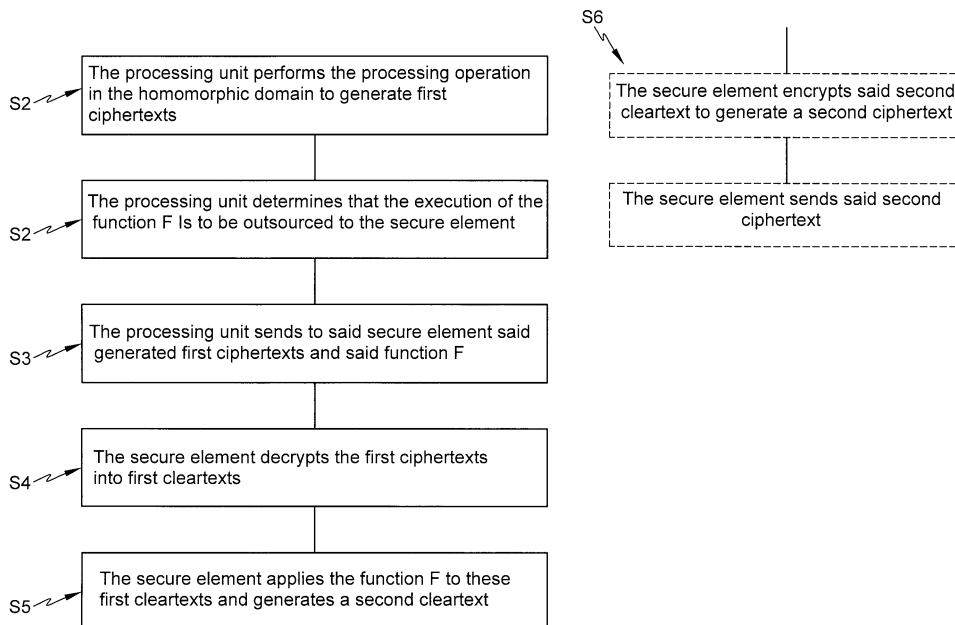 S2
The processing unit performs the processing operation
in the homomorphic domain to generate first
ciphertexts
S2
The processing unit determines that the execution of the
function F Is to be outsourced to the secure element
S3
The processing unit sends to said secure element said
generated first ciphertexts and said function F
S4
The secure element decrypts the first ciphertexts
into first cleartexts
S5
The secure element applies the function F to these
first cleartexts and generates a second cleartext
S6
The secure element encrypts said second
cleartext to generate a second ciphertext
The secure element sends said second
ciphertext